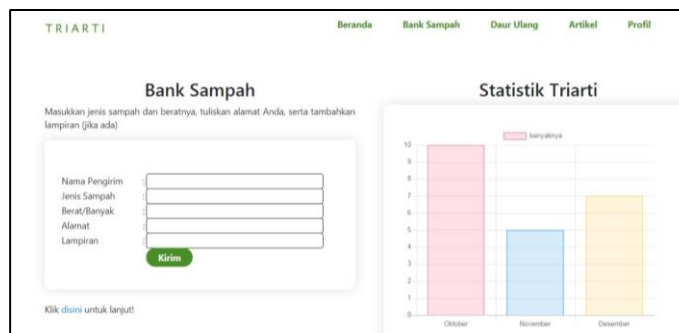 TRIARTI
Beranda Bank Sampah Daur Ulang Artikel Profil
Bank Sampah
Masukkan jenis sampah dan beratnya, tuliskan alamat Anda, serta tambahkan
lampiran (jika ada)
Nama Pengirim :
Jenis Sampah :
Berat/Banyak :
Alamat :
Lampiran :
Kirim
Klik disini untuk lanjut!
Statistik Triarti
banyaknya
10
9
8
7
6
5
4
3
2
1
0
Oktober November Desember